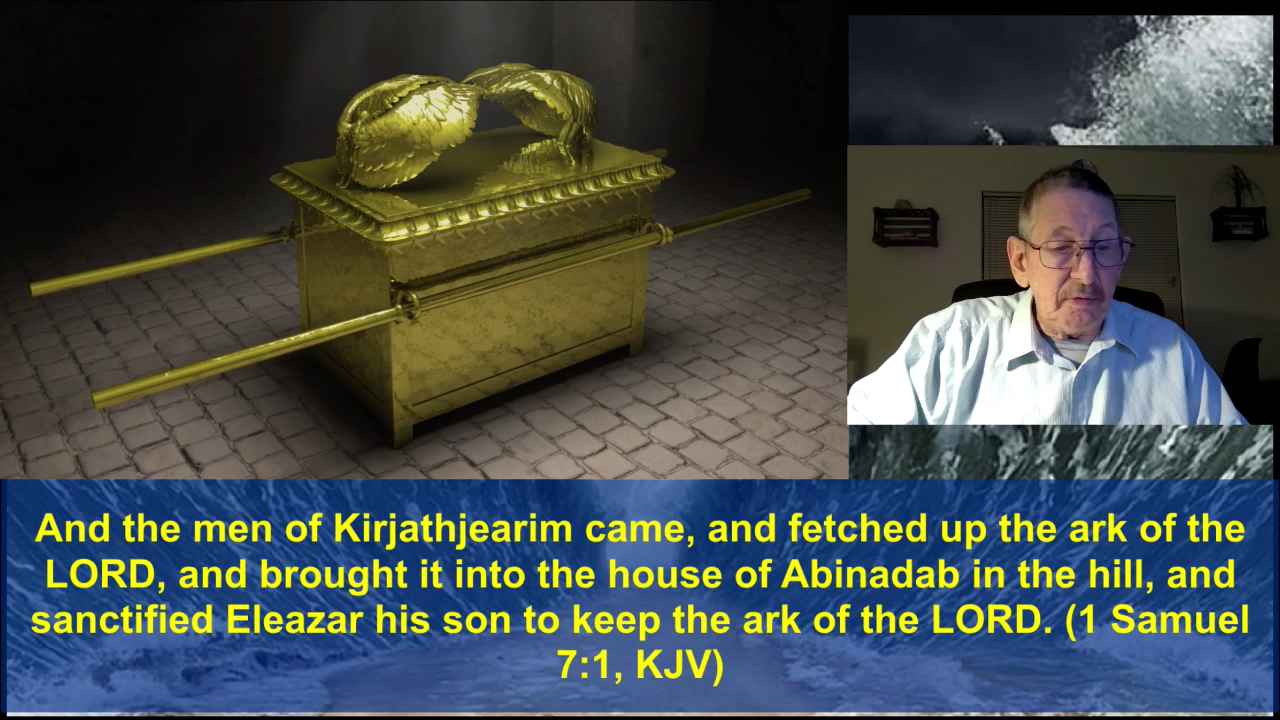 And the men of Kirjathjearim came, and fetched up the ark of the
LORD, and brought it into the house of Abinadab in the hill, and
sanctified Eleazar his son to keep the ark of the LORD. (1 Samuel
7:1, KJV)